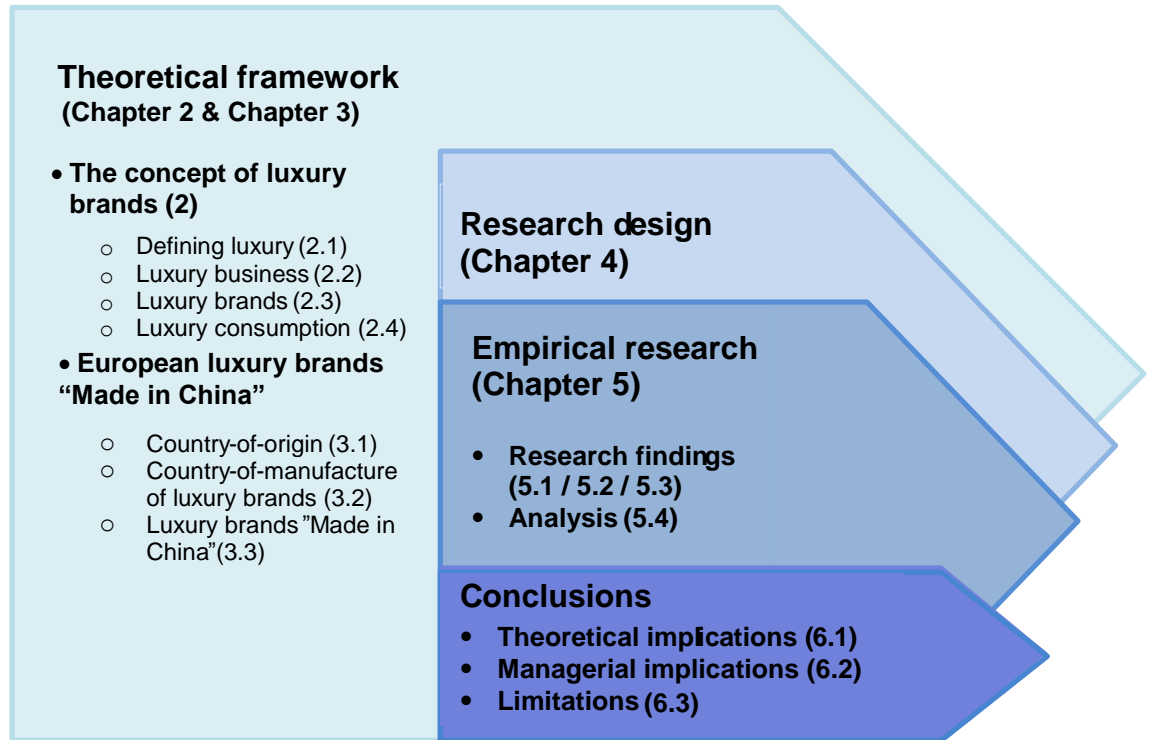 Theoretical framework
(Chapter 2 & Chapter 3)
• The concept of luxury
brands (2)
o Defining luxury (2.1)
o Luxury business (2.2)
o Luxury brands (2.3)
o Luxury consumption (2.4)
• European luxury brands
“Made in China”
o Country-of-origin (3.1)
o Country-of-manufacture
of luxury brands (3.2)
o Luxury brands ”Made in
China”(3.3)
Research design
(Chapter 4)
Empirical research
(Chapter 5)
• Research findings
(5.1 / 5.2 / 5.3)
• Analysis (5.4)
Conclusions
• Theoretical implications (6.1)
• Managerial implications (6.2)
• Limitations (6.3)